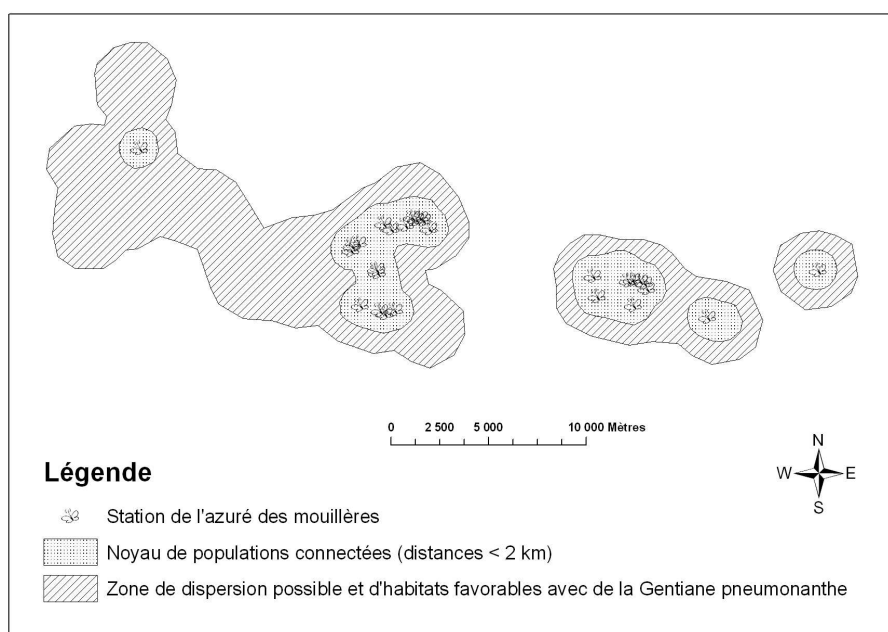 0 2 500 5 000 10 000 Mètres
N
W E
S
Légende
Station de l'azuré des mouillères
Noyau de populations connectées (distances < 2 km)
Zone de dispersion possible et d'habitats favorables avec de la Gentiane pneumonanthe